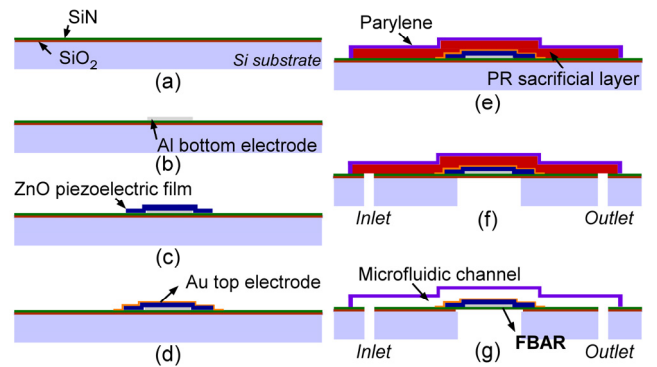 SiN
SiO2
Si substrate
(a)
Al bottom electrode
(b)
ZnO piezoelectric film
(c)
Au top electrode
(d)
Parylene
PR sacrificial layer
(e)
(f)
Inlet
Outlet
Microfluidic channel
FBAR
Inlet
(g)
Outlet